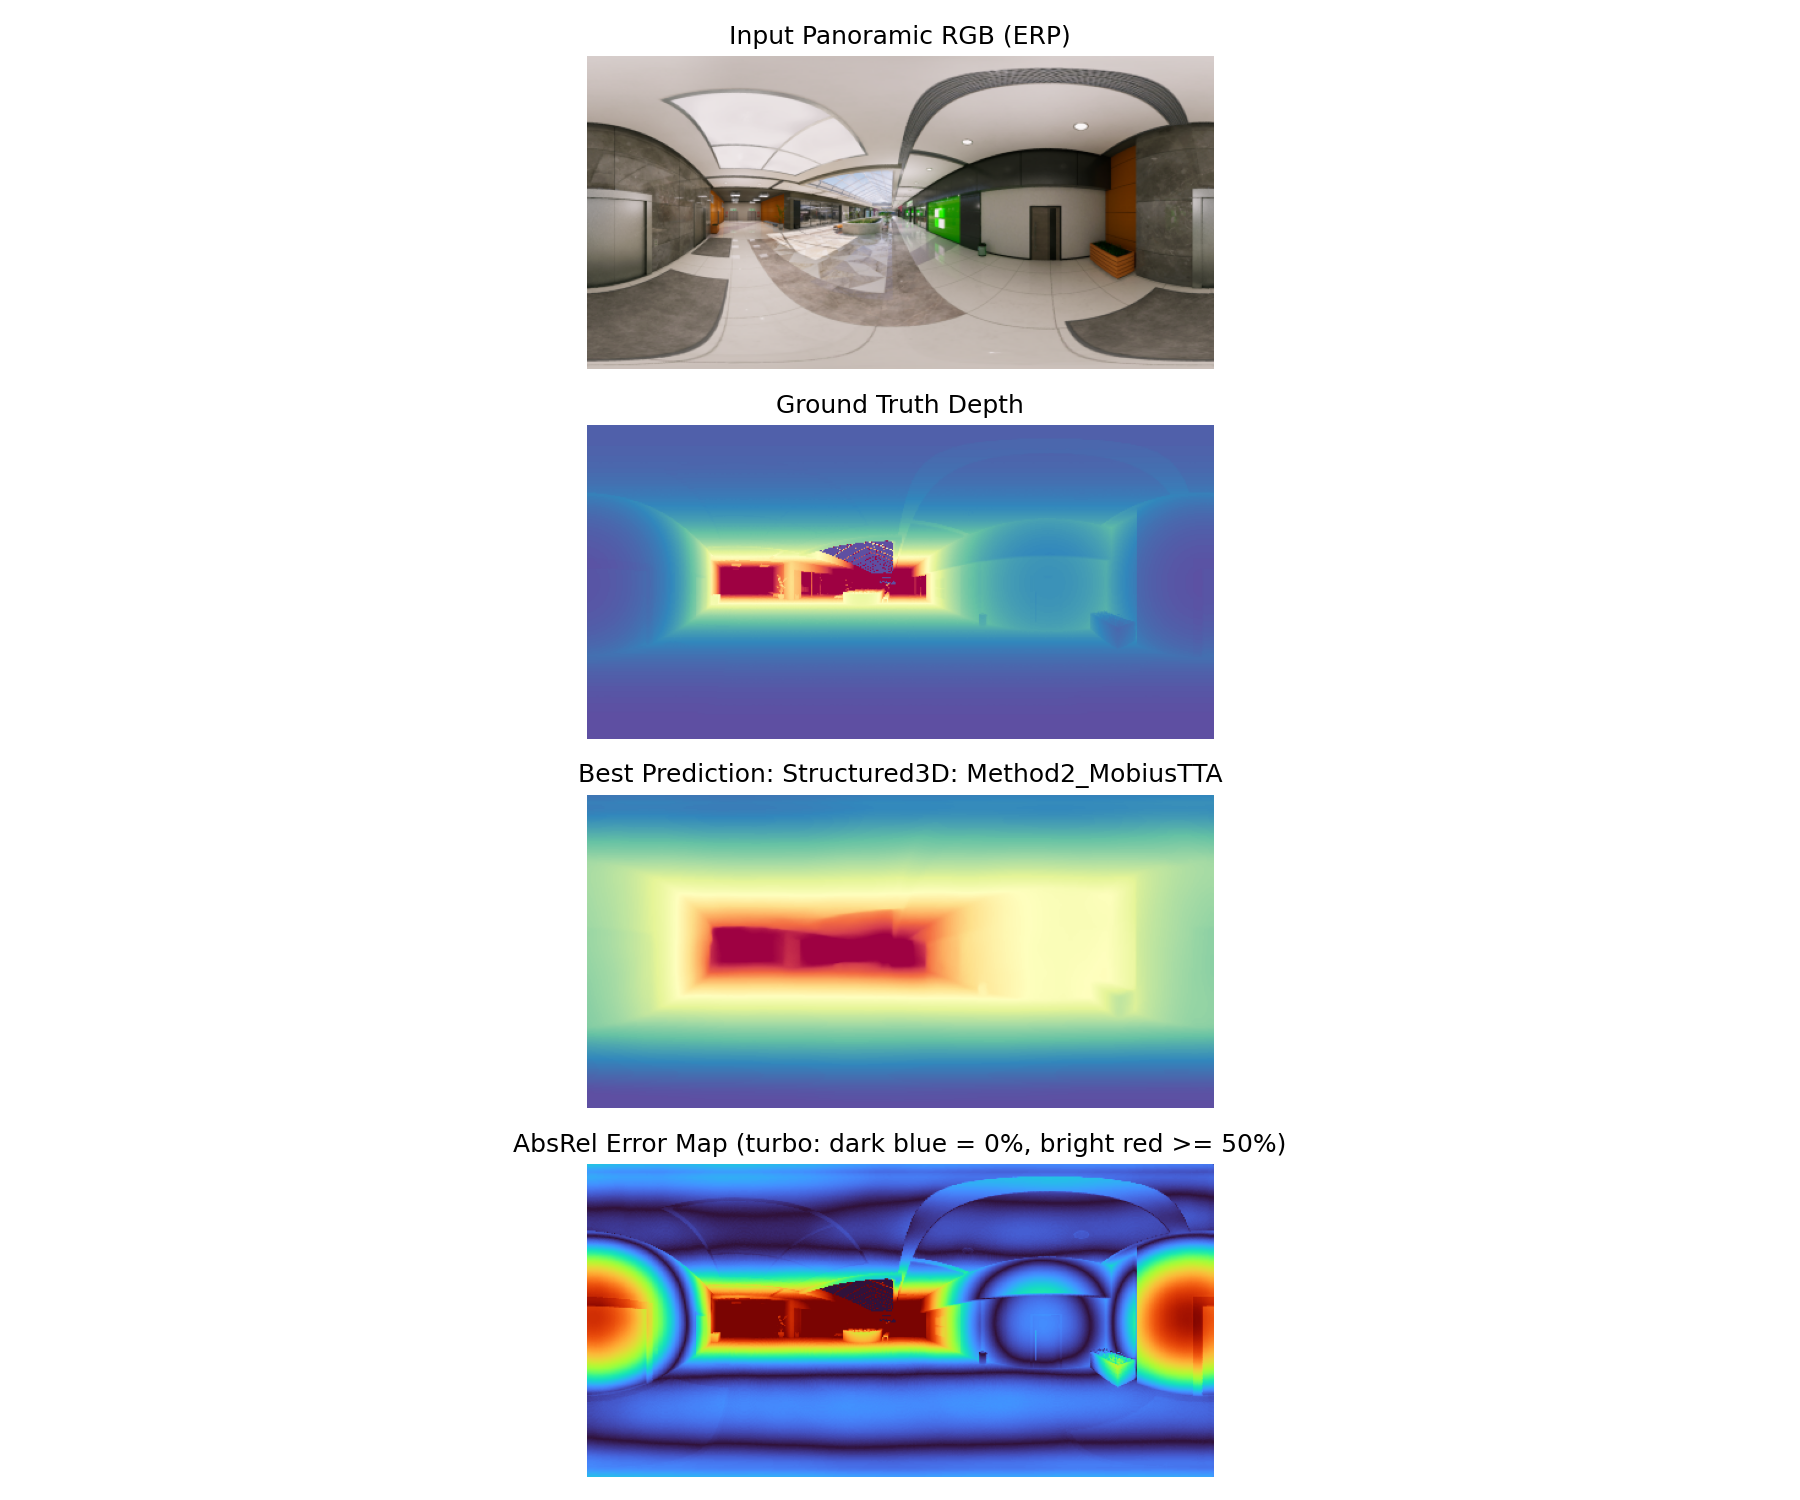 Input Panoramic RGB (ERP)
Ground Truth Depth
Best Prediction: Structured3D: Method2_MobiusTTA
AbsRel Error Map (turbo: dark blue = 0%, bright red >= 50%)